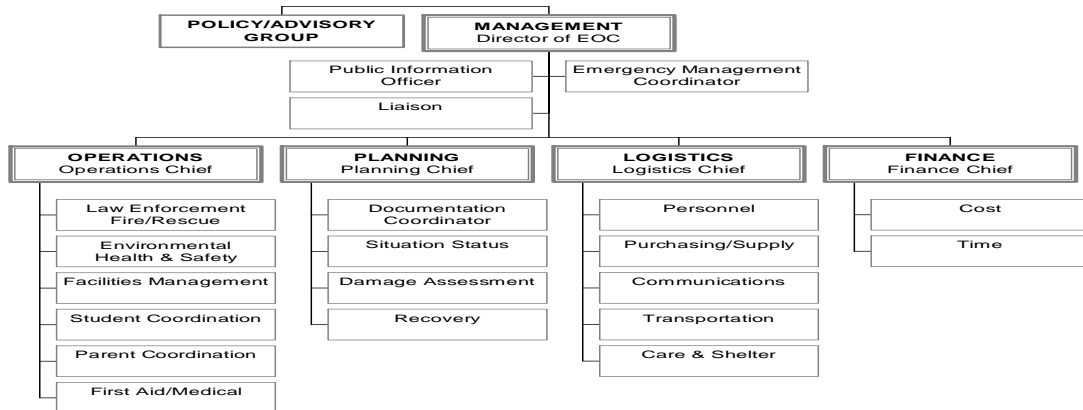 POLICY/ADVISORY
GROUP
MANAGEMENT
Director of EOC
Public Information
Officer
Emergency Management
Coordinator
Liaison
OPERATIONS
Operations Chief
Law Enforcement
Fire/Rescue
Environmental
Health & Safety
Facilities Management
Student Coordination
Parent Coordination
First Aid/Medical
PLANNING
Planning Chief
Documentation
Coordinator
Situation Status
Damage Assessment
Recovery
LOGISTICS
Logistics Chief
Personnel
Purchasing/Supply
Communications
Transportation
Care & Shelter
FINANCE
Finance Chief
Cost
Time